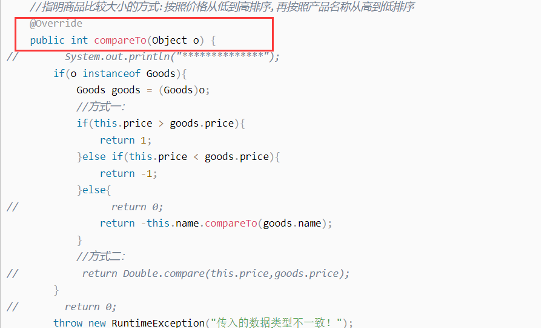 //指明商品比较大小的方式:按照价格从低到高排序,再按照产品名称从高到低排序
@Override
public int compareTo(Object o) {
//        System.out.println("**************");
if(o instanceof Goods){
Goods goods = (Goods)o;
//方式一:
if(this.price > goods.price){
return 1;
}else if(this.price < goods.price){
return -1;
}else{
//                return 0;
return -this.name.compareTo(goods.name);
}
//方式二:
//            return Double.compare(this.price,goods.price);
}
//        return 0;
throw new RuntimeException("传入的数据类型不一致！");